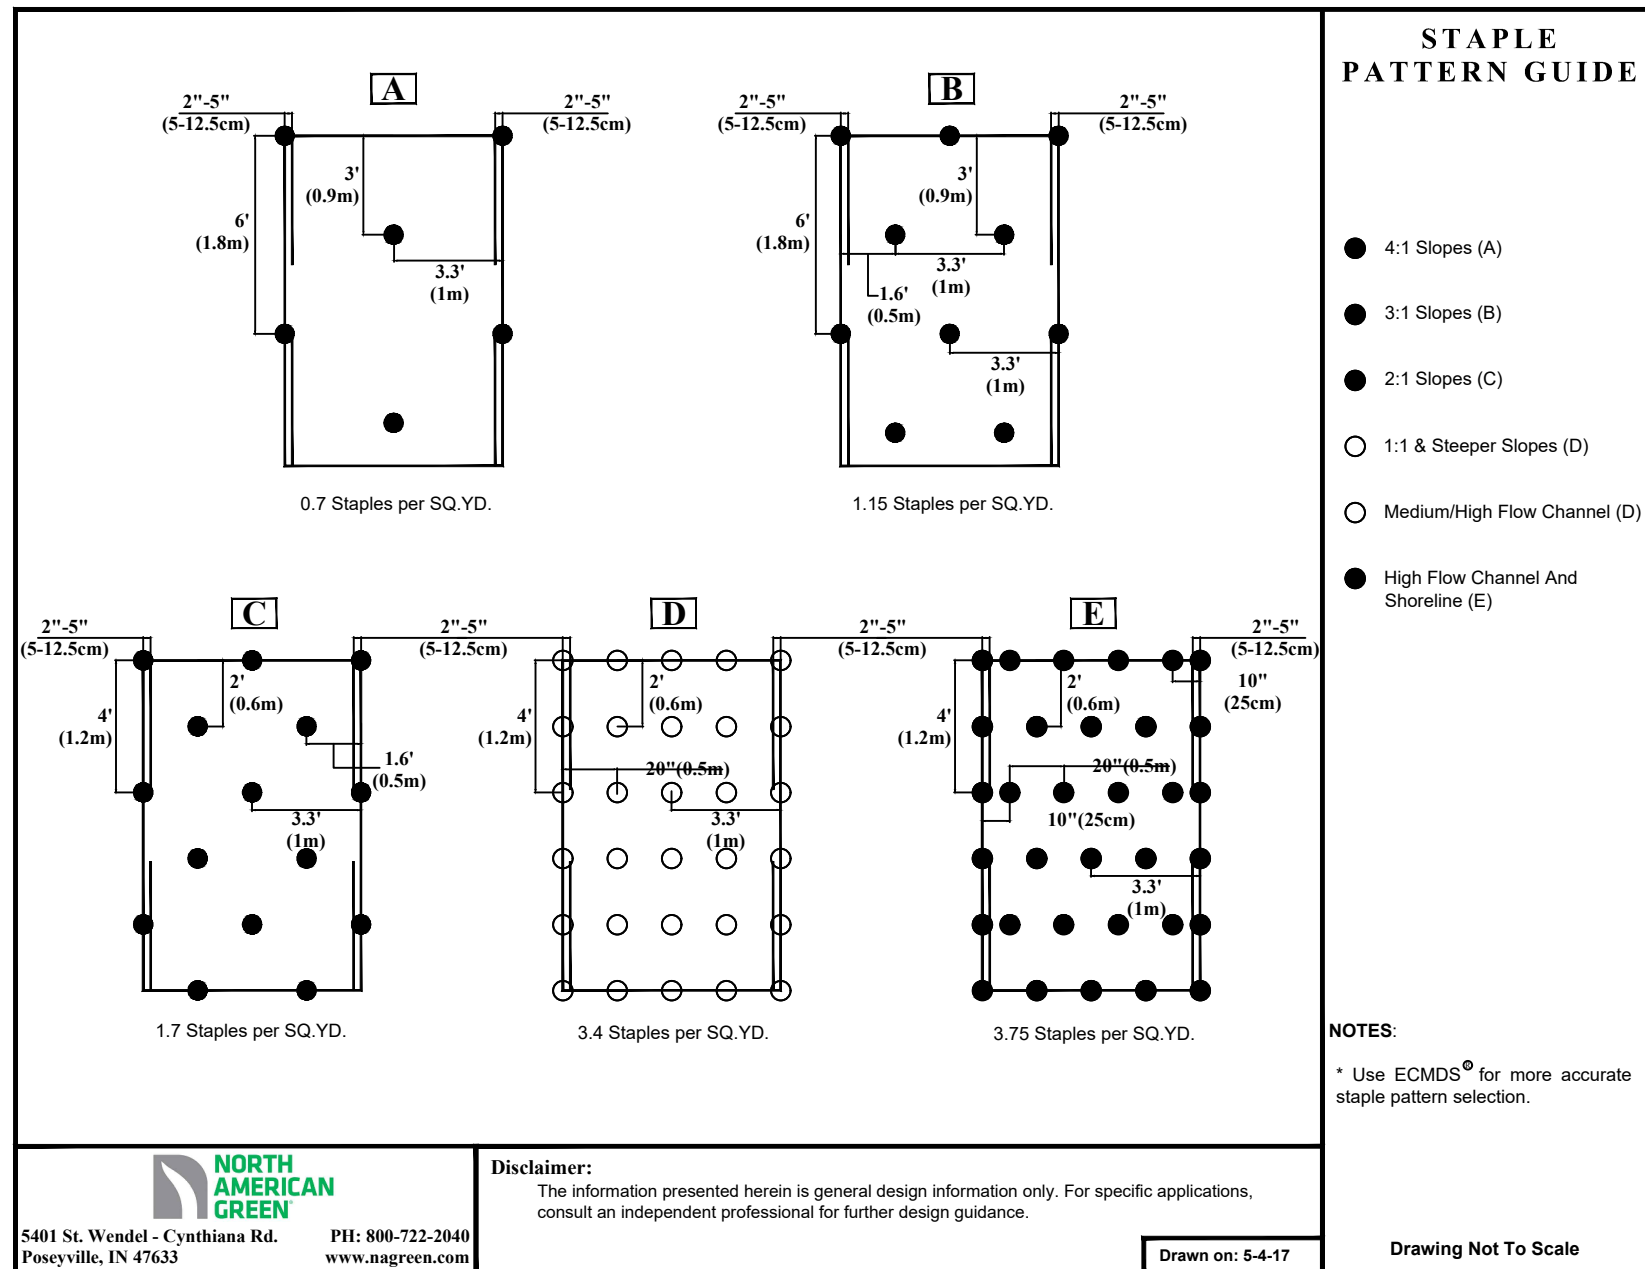 STAPLE
PATTERN GUIDE
A
2"-5"
(5-12.5cm)
2"-5"
(5-12.5cm)
3'
(0.9m)
6'
(1.8m)
3.3'
(1m)
0.7 Staples per SQ.YD.
B
2"-5"
(5-12.5cm)
2"-5"
(5-12.5cm)
3'
(0.9m)
6'
(1.8m)
3.3'
(1m)
1.6'
(0.5m)
3.3'
(1m)
1.15 Staples per SQ.YD.
4:1 Slopes (A)
3:1 Slopes (B)
2:1 Slopes (C)
1:1 & Steeper Slopes (D)
Medium/High Flow Channel (D)
High Flow Channel And
Shoreline (E)
C
2"-5"
(5-12.5cm)
2"-5"
(5-12.5cm)
2'
(0.6m)
4'
(1.2m)
1.6'
(0.5m)
3.3'
(1m)
1.7 Staples per SQ.YD.
D
2'
(0.6m)
4'
(1.2m)
20"(0.5m)
3.3'
(1m)
3.4 Staples per SQ.YD.
E
2"-5"
(5-12.5cm)
2"-5"
(5-12.5cm)
10"
(25cm)
2'
(0.6m)
4'
(1.2m)
20"(0.5m)
10"(25cm)
3.3'
(1m)
3.75 Staples per SQ.YD.
NOTES:
* Use ECMDS® for more accurate
staple pattern selection.
NORTH
AMERICAN
GREEN
5401 St. Wendel - Cynthiana Rd.
Poseyville, IN 47633
PH: 800-722-2040
www.nagreen.com
Disclaimer:
The information presented herein is general design information only. For specific applications,
consult an independent professional for further design guidance.
Drawn on: 5-4-17
Drawing Not To Scale